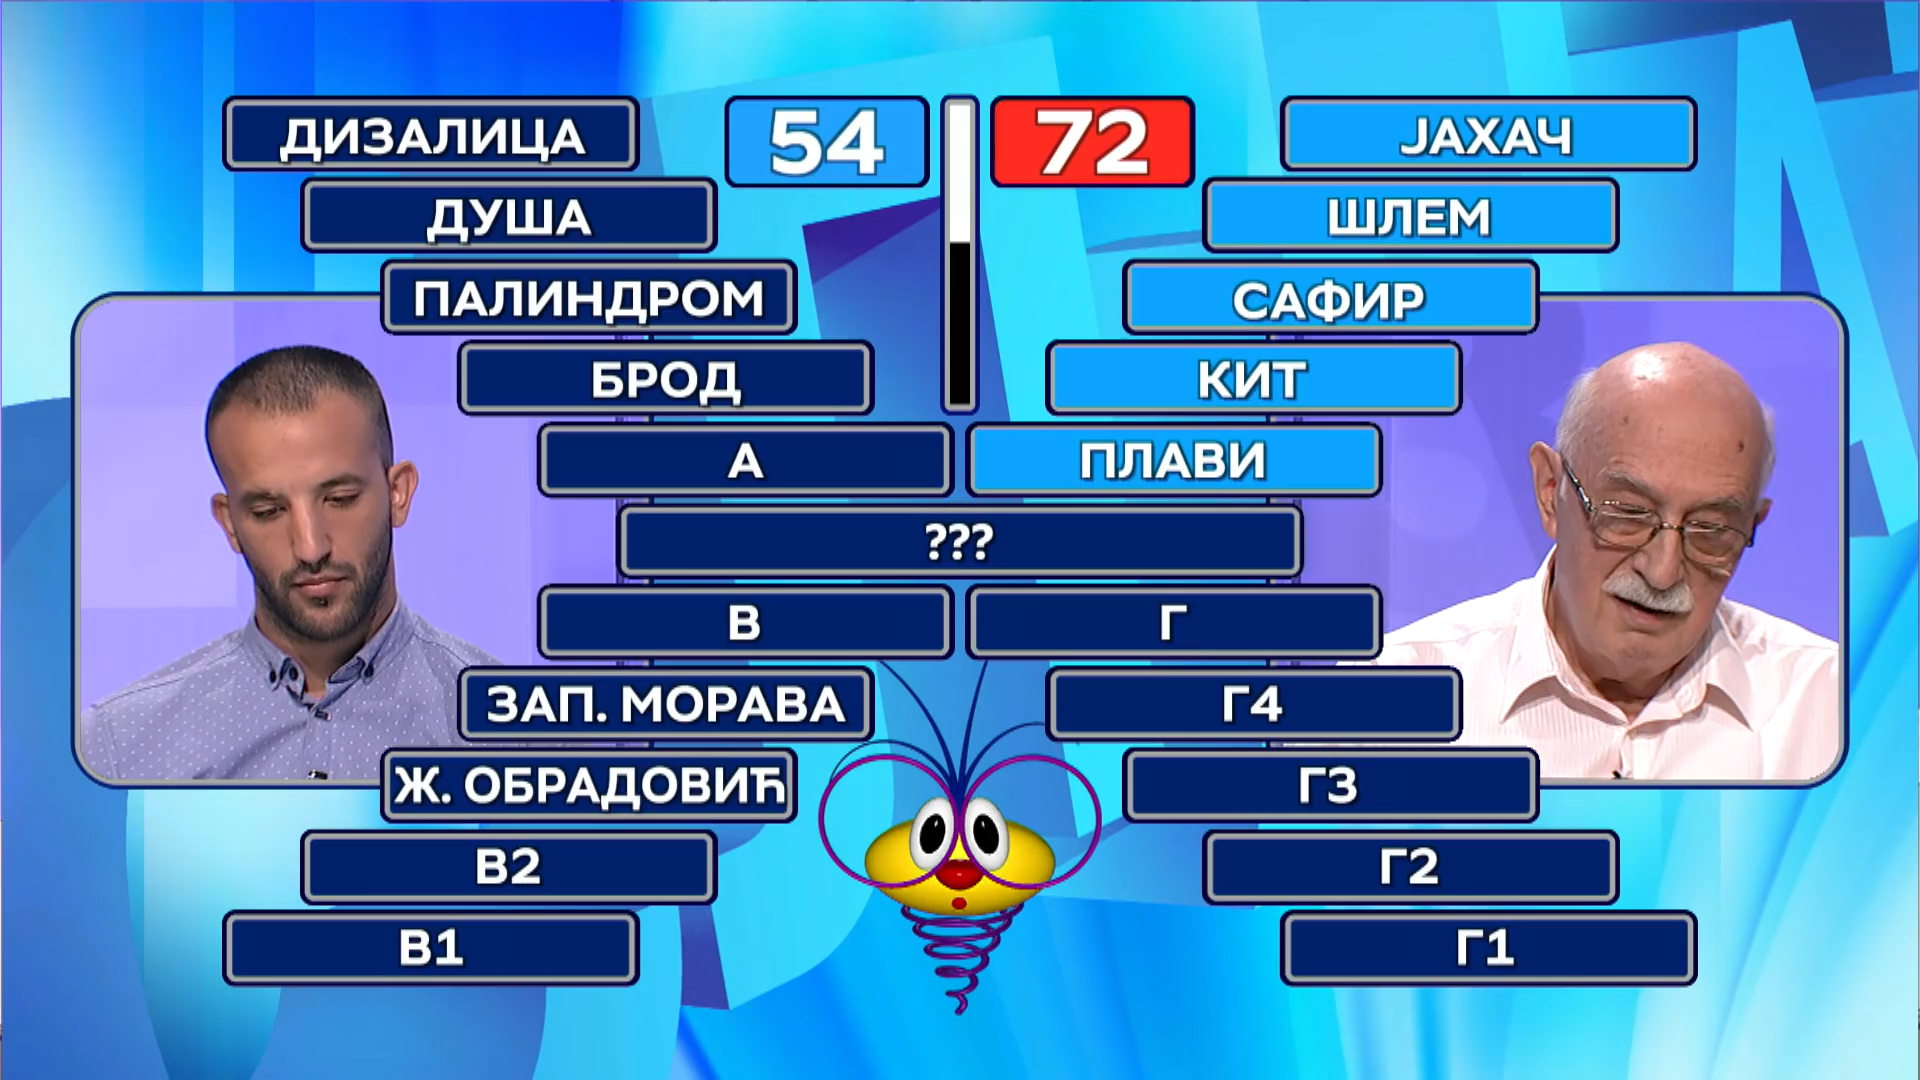 ДИЗАЛИЦА
54
72
ЈАХАЧ
ДУША
ШЛЕМ
ПАЛИНДРОМ
САФИР
БРОД
КИТ
А
ПЛАВИ
???
В
Г
ЗАП. МОРАВА
Г4
Ж. ОБРАДОВИЋ
Г3
В2
Г2
В1
Г1